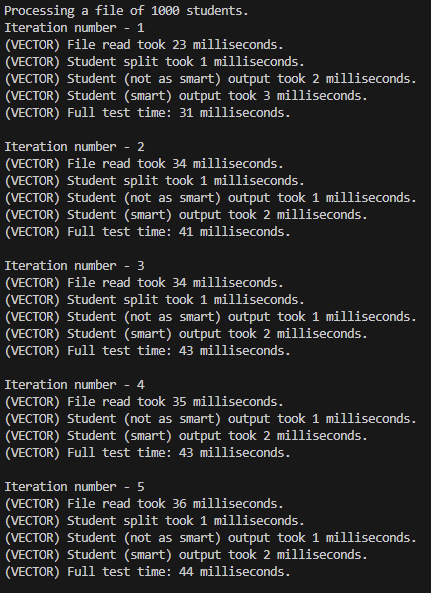 Processing a file of 1000 students.
Iteration number - 1
(VECTOR) File read took 23 milliseconds.
(VECTOR) Student split took 1 milliseconds.
(VECTOR) Student (not as smart) output took 2 milliseconds.
(VECTOR) Student (smart) output took 3 milliseconds.
(VECTOR) Full test time: 31 milliseconds.

Iteration number - 2
(VECTOR) File read took 34 milliseconds.
(VECTOR) Student split took 1 milliseconds.
(VECTOR) Student (not as smart) output took 1 milliseconds.
(VECTOR) Student (smart) output took 2 milliseconds.
(VECTOR) Full test time: 41 milliseconds.

Iteration number - 3
(VECTOR) File read took 34 milliseconds.
(VECTOR) Student split took 1 milliseconds.
(VECTOR) Student (not as smart) output took 1 milliseconds.
(VECTOR) Student (smart) output took 2 milliseconds.
(VECTOR) Full test time: 43 milliseconds.

Iteration number - 4
(VECTOR) File read took 35 milliseconds.
(VECTOR) Student (not as smart) output took 1 milliseconds.
(VECTOR) Student (smart) output took 2 milliseconds.
(VECTOR) Full test time: 43 milliseconds.

Iteration number - 5
(VECTOR) File read took 36 milliseconds.
(VECTOR) Student split took 1 milliseconds.
(VECTOR) Student (not as smart) output took 1 milliseconds.
(VECTOR) Student (smart) output took 2 milliseconds.
(VECTOR) Full test time: 44 milliseconds.